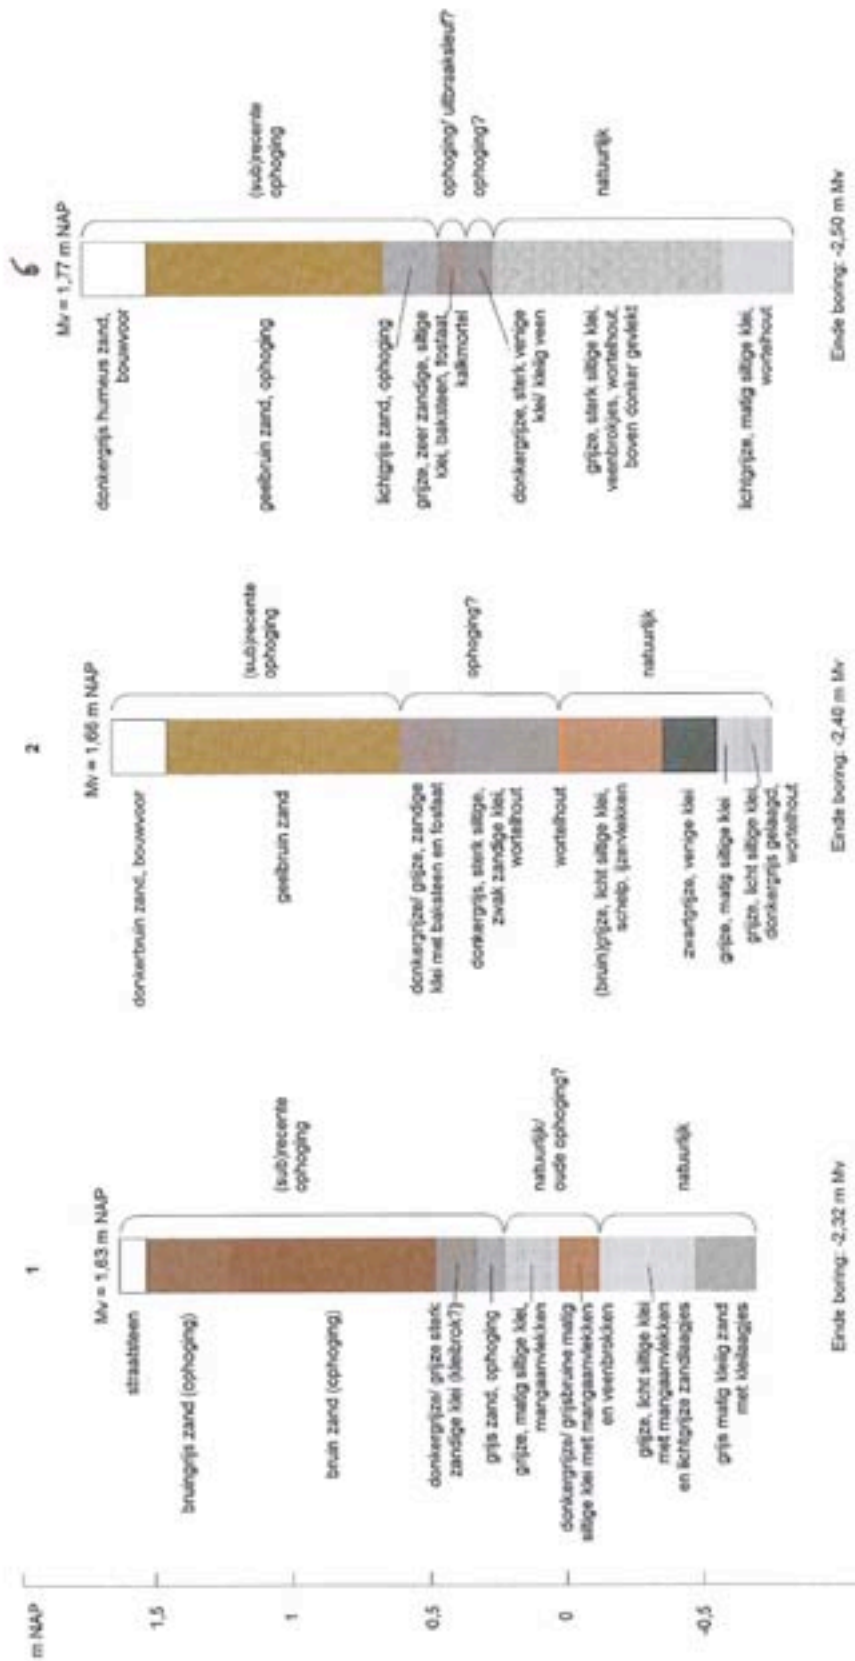 m NAP
1,5
1
0,5
0
-0,5
1
Mv = 1,63 m NAP
straatsteen
bruingrijs zand (ophoging)
bruin zand (ophoging)
donkergrijze/ grijze sterk
zandige klei (kleibrok?)
grijs zand, ophoging
grijze, matig siltige klei,
mangaanvlekken
donkergrijze/ grijsbruine matig
siltige klei met mangaanvlekken
en veenbrokken
grijze, licht siltige klei
met mangaanvlekken
en lichtgrijze zandlaagjes
grijs matig kleiig zand
met kleilaagjes
(sub)recente
ophoging
natuurlijk/
oude ophoging?
natuurlijk
Einde boring: -2,32 m Mv
2
Mv = 1,66 m NAP
donkerbruin zand, bouwvoor
geelbruin zand
donkergrijze/ grijze, zandige
klei met baksteen en fosfaat
donkergrijs, sterk siltige,
zwak zandige klei,
wortelhout
wortelhout
(bruin)grijze, licht siltige klei,
schelp, ijzervlekken
zwartgrijze, venige klei
grijze, matig siltige klei
grijze, licht siltige klei,
donkergrijs gelaagd,
wortelhout
(sub)recente
ophoging
ophoging?
natuurlijk
Einde boring: -2,40 m Mv
Mv = 1,77 m NAP
donkergrijs humeus zand,
bouwvoor
geelbruin zand, ophoging
lichtgrijs zand, ophoging
grijze, zeer zandige, siltige
klei, baksteen, fosfaat,
kalkmortel
donkergrijze, sterk venige
klei/ kleiig veen
grijze, sterk siltige klei,
veenbrokjes, wortelhout,
boven donker gevlekt
lichtgrijze, matig siltige klei,
wortelhout
(sub)recente
ophoging
ophoging/ uitbraaksleuf?
ophoging?
natuurlijk
Einde boring: -2,50 m Mv